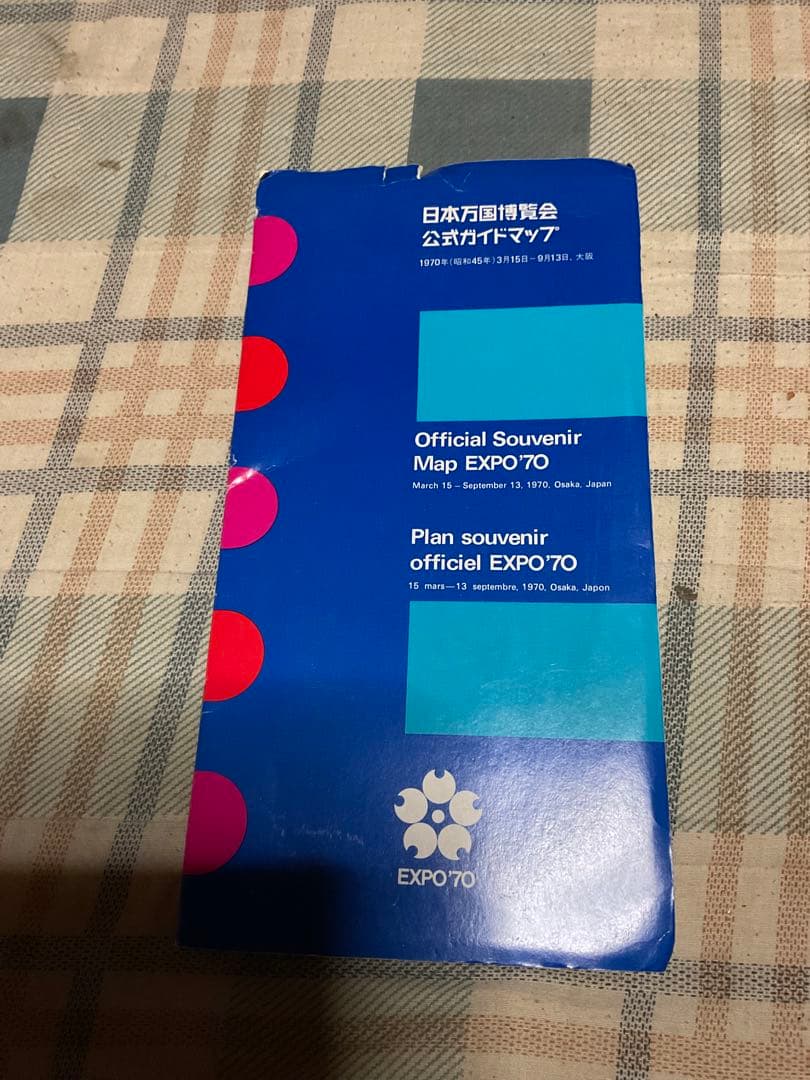 日本万国博覧会
公式ガイドマップ
1970年(昭和45年)3月15日－9月13日, 大阪
Official Souvenir
Map EXPO'70
March 15 – September 13, 1970, Osaka, Japan
Plan souvenir
officiel EXPO'70
15 mars—13 septembre, 1970, Osaka, Japon
EXPO'70